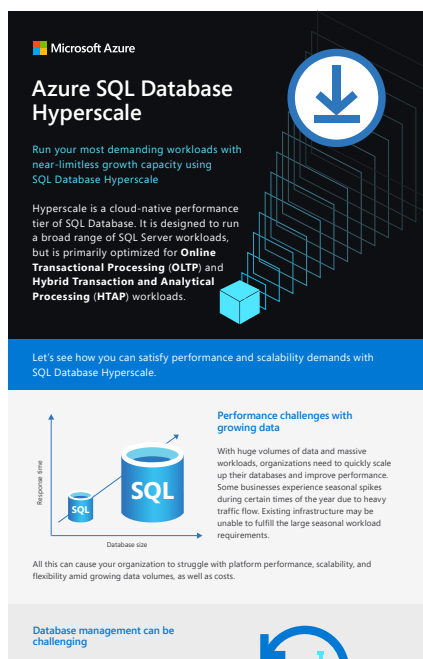 Microsoft Azure
Azure SQL Database
Hyperscale
Run your most demanding workloads with
near-limitless growth capacity using
SQL Database Hyperscale
Hyperscale is a cloud-native performance
tier of SQL Database. It is designed to run
a broad range of SQL Server workloads,
but is primarily optimized for Online
Transactional Processing (OLTP) and
Hybrid Transaction and Analytical
Processing (HTAP) workloads.
Let's see how you can satisfy performance and scalability demands with
SQL Database Hyperscale.
Response time
SQL
SQL
Database size
Performance challenges with
growing data
With huge volumes of data and massive
workloads, organizations need to quickly scale
up their databases and improve performance.
Some businesses experience seasonal spikes
during certain times of the year due to heavy
traffic flow. Existing infrastructure may be
unable to fulfill the large seasonal workload
requirements.
All this can cause your organization to struggle with platform performance, scalability, and
flexibility amid growing data volumes, as well as costs.
Database management can be
challenging